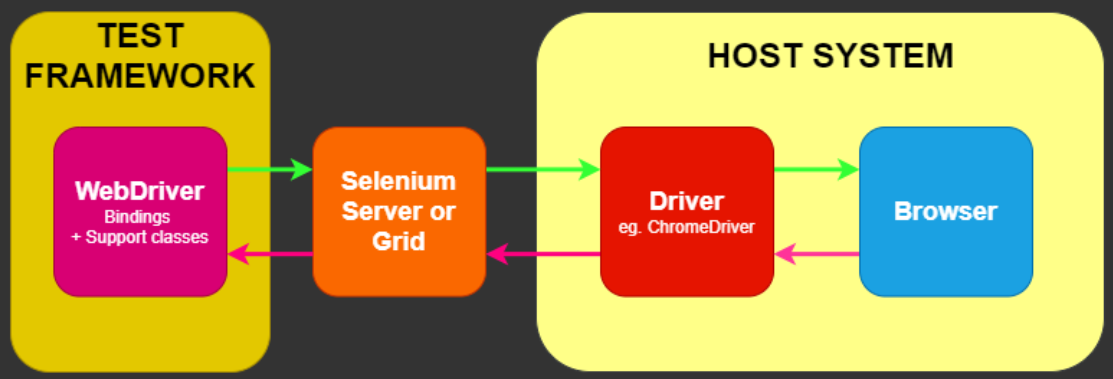 TEST
FRAMEWORK
HOST SYSTEM
WebDriver
Bindings
+ Support classes
Selenium
Server or
Grid
Driver
eg. ChromeDriver
Browser